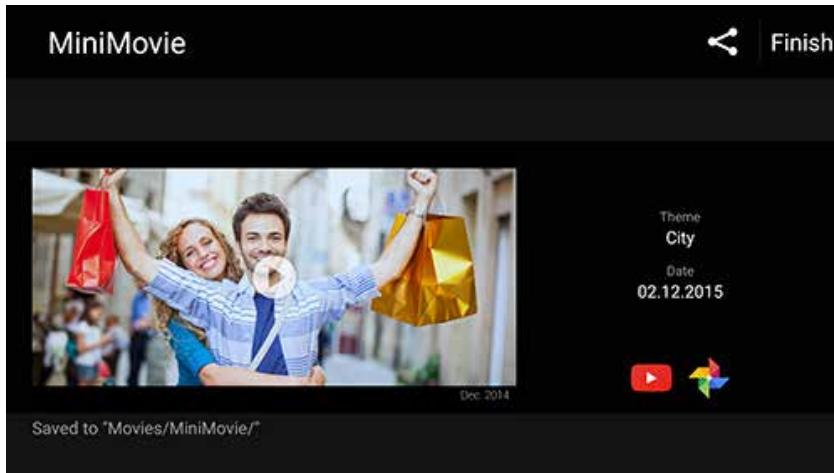 MiniMovie
Finish
Theme
City
Date
02.12.2015
Dec. 2014
Saved to "Movies/MiniMovie/"